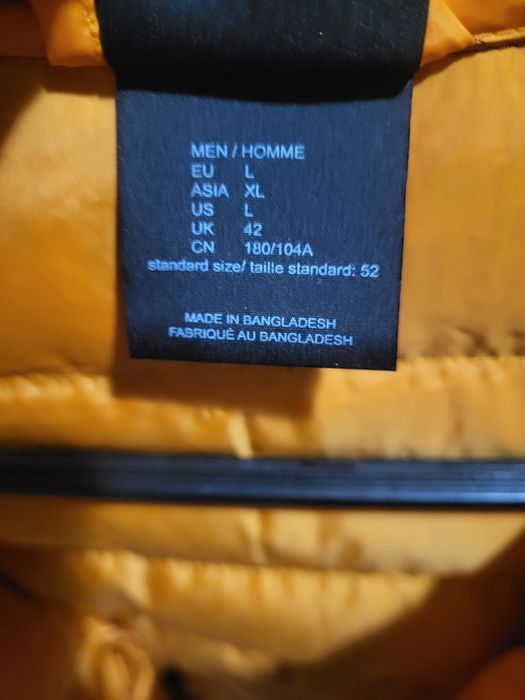 MEN / HOMME
EU L
ASIA XL
US L
UK 42
CN 180/104A
standard size/ taille standard: 52
MADE IN BANGLADESH
FABRIQUÉ AU BANGLADESH